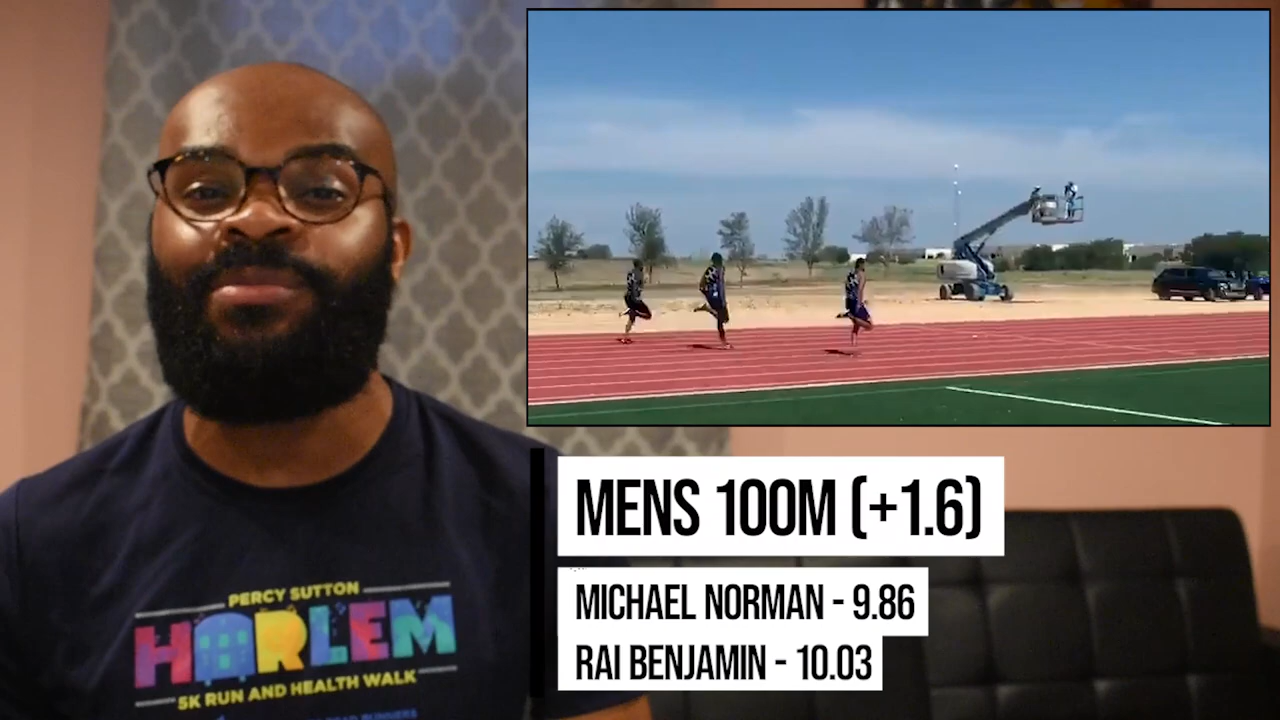 MENS 100M (+1.6)
MICHAEL NORMAN - 9.86
RAI BENJAMIN - 10.03
PERCY SUTTON
HARLEM
5K RUN AND HEALTH WALK